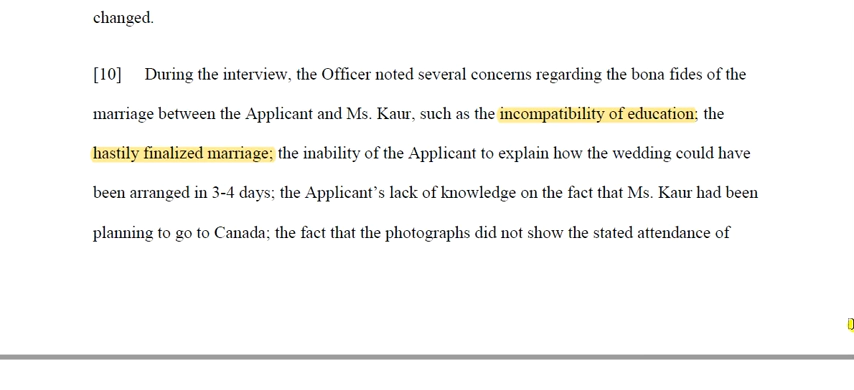 changed.
[10] During the interview, the Officer noted several concerns regarding the bona fides of the
marriage between the Applicant and Ms. Kaur, such as the incompatibility of education; the
hastily finalized marriage; the inability of the Applicant to explain how the wedding could have
been arranged in 3-4 days; the Applicant's lack of knowledge on the fact that Ms. Kaur had been
planning to go to Canada; the fact that the photographs did not show the stated attendance of